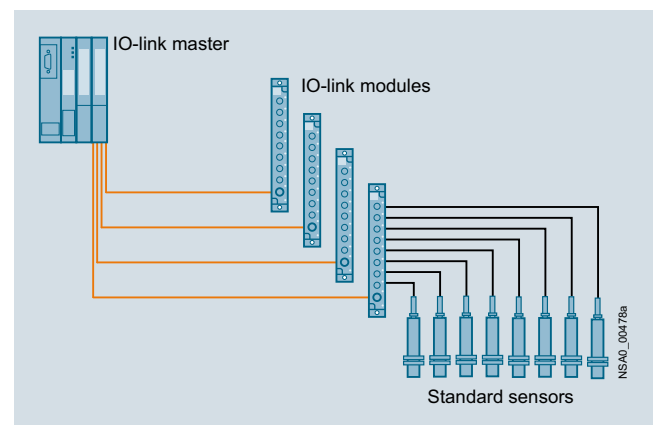 IO-link master
IO-link modules
Standard sensors
NSA0_00478a